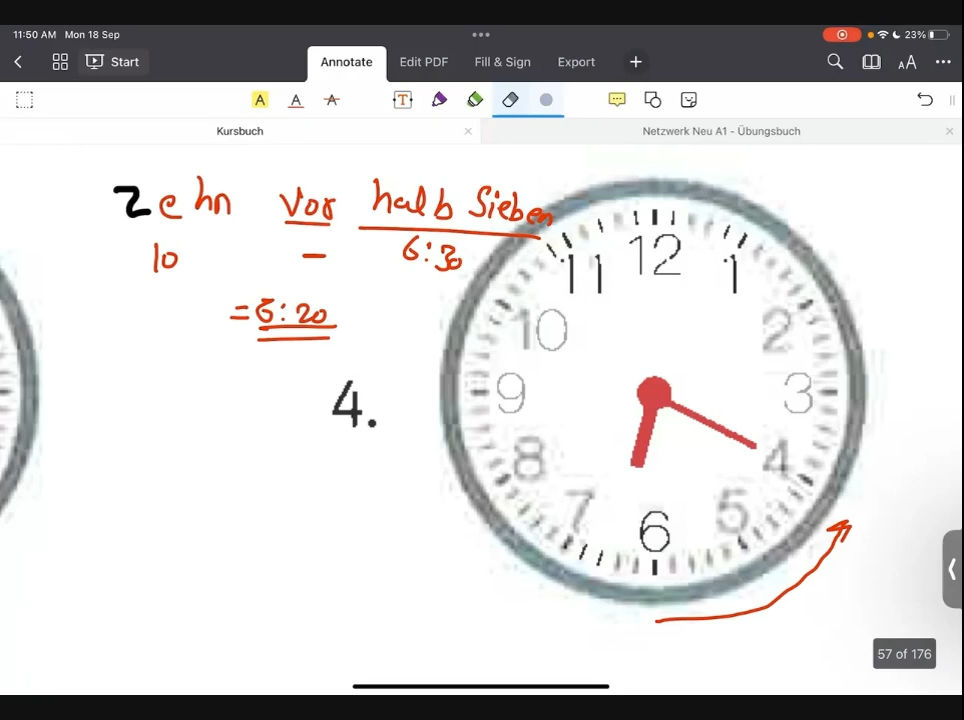 11:50 AM Mon 18 Sep
23%
Start
Annotate
Edit PDF
Fill & Sign
Export
Kursbuch
Netzwerk Neu A1 - Übungsbuch
Zehn Vor halb Sieben
10 – 6:30
= 6:20
4.
12
11 1
10 2
9 3
8 4
7 5
6
57 of 176